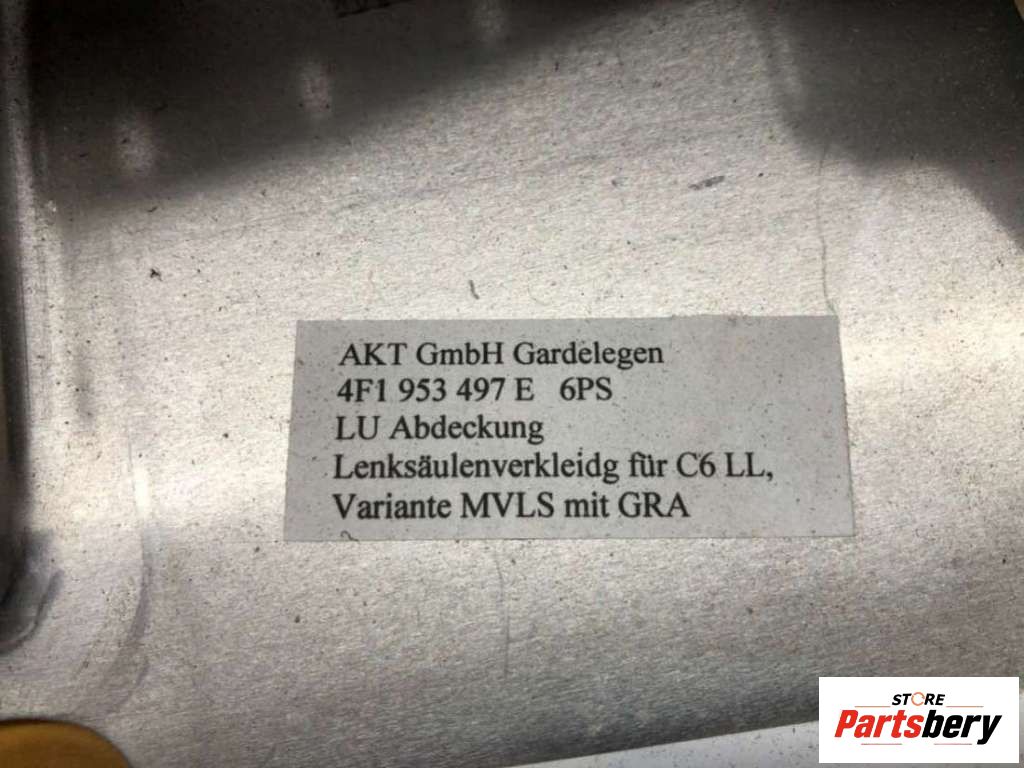 AKT GmbH Gardelegen
4F1 953 497 E 6PS
LU Abdeckung
Lenksäulenverkleidg für C6 LL,
Variante MVLS mit GRA
STORE
Partsbery